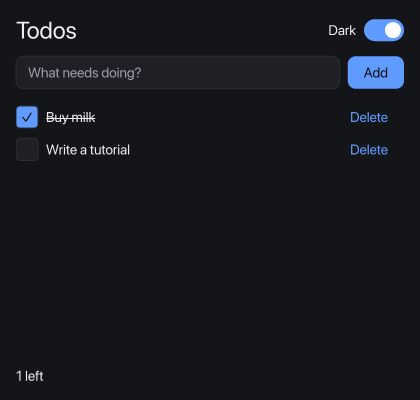 Todos
Dark
What needs doing?
Add
Buy milk
Delete
Write a tutorial
Delete
1 left